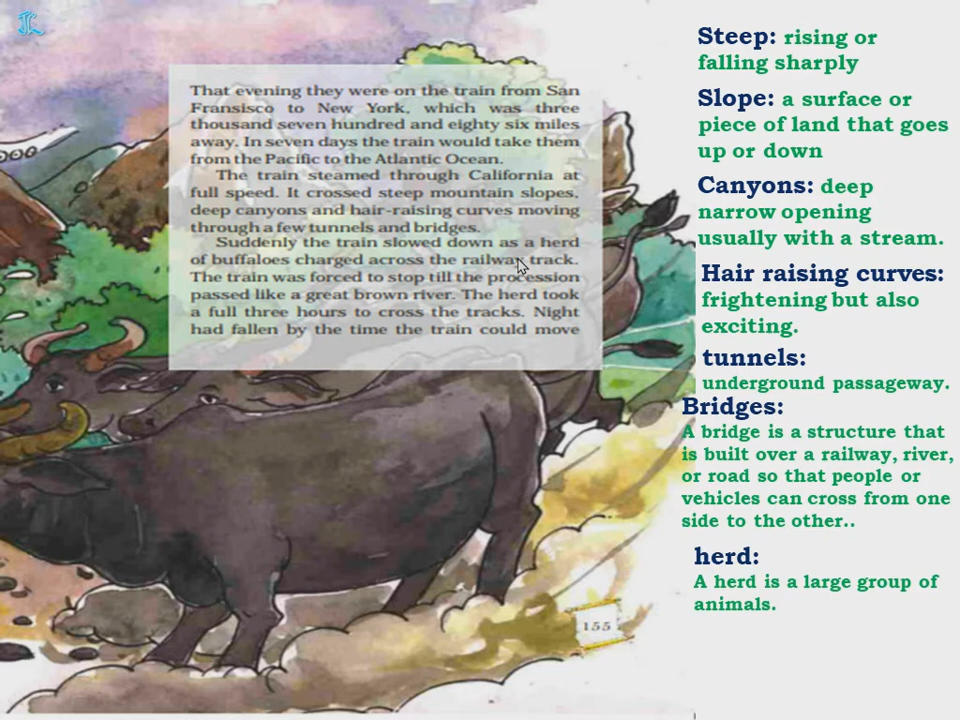 That evening they were on the train from San
Fransisco to New York, which was three
thousand seven hundred and eighty six miles
away. In seven days the train would take them
from the Pacific to the Atlantic Ocean.
The train steamed through California at
full speed. It crossed steep mountain slopes,
deep canyons and hair-raising curves moving
through a few tunnels and bridges.
Suddenly the train slowed down as a herd
of buffaloes charged across the railway track.
The train was forced to stop till the procession
passed like a great brown river. The herd took
a full three hours to cross the tracks. Night
had fallen by the time the train could move
155
Steep: rising or
falling sharply
Slope: a surface or
piece of land that goes
up or down
Canyons: deep
narrow opening
usually with a stream.
Hair raising curves:
frightening but also
exciting.
tunnels:
underground passageway.
Bridges:
A bridge is a structure that
is built over a railway, river,
or road so that people or
vehicles can cross from one
side to the other..
herd:
A herd is a large group of
animals.